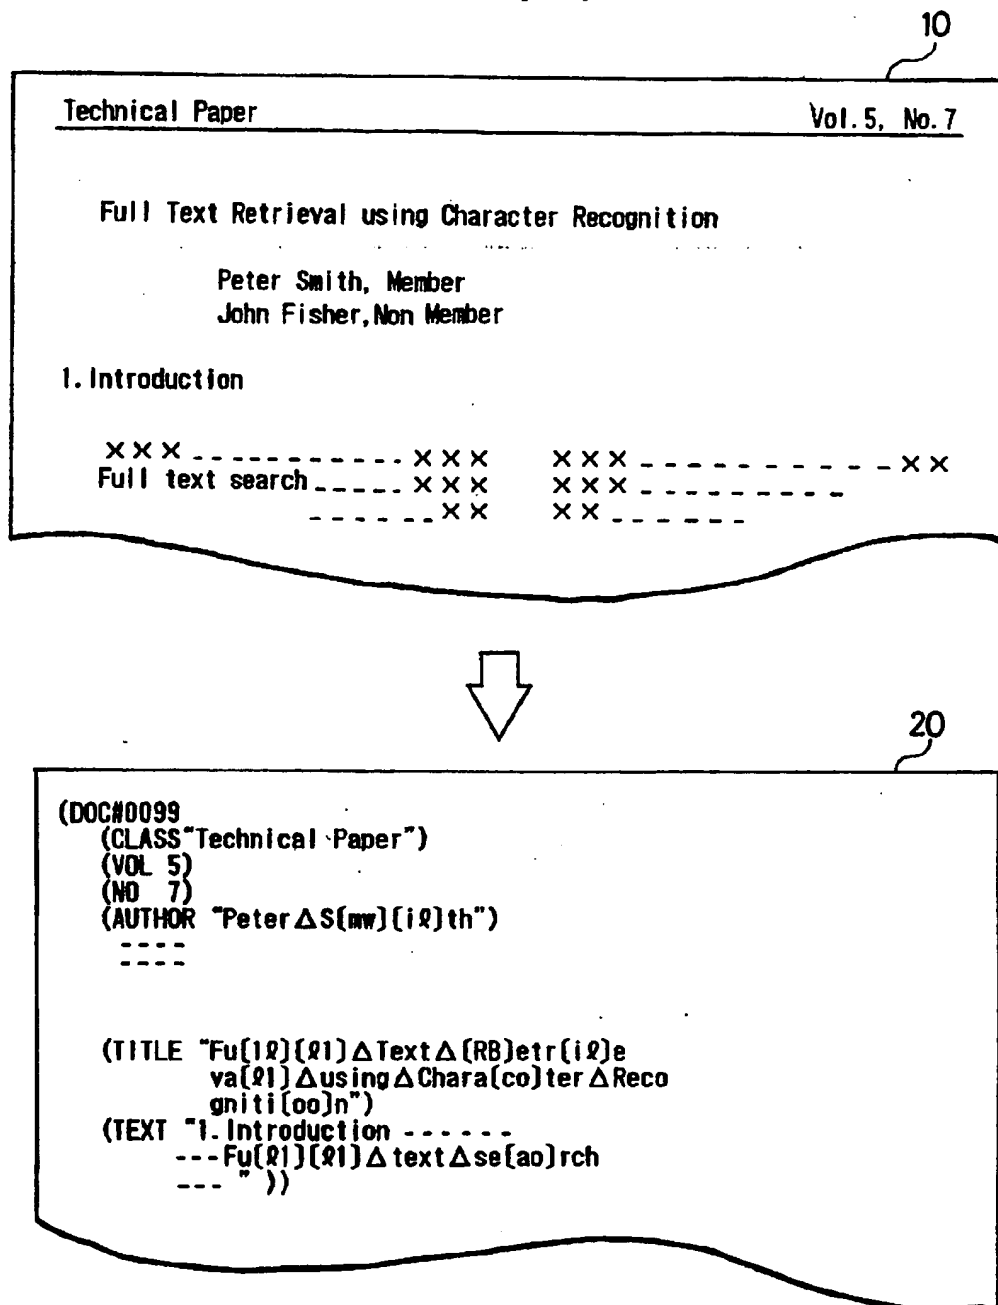 10
Technical Paper Vol.5, No.7
Full Text Retrieval using Character Recognition
Peter Smith, Member
John Fisher,Non Member
1.Introduction
×××-----------××× ×××-----------××
Full text search-----××× ×××---------
------×× ××-------
20
(DOC#0099
(CLASS"Technical Paper")
(VOL 5)
(NO 7)
(AUTHOR "Peter△S[mw][iℓ]th")
----
----
(TITLE "Fu[1ℓ][ℓ1]△Text△[RB]etr[iℓ]e
va[ℓ1]△using△Chara[co]ter△Reco
gniti[oo]n")
(TEXT "1.Introduction ------
---Fu[ℓ1][ℓ1]△text△se[ao]rch
--- " ))